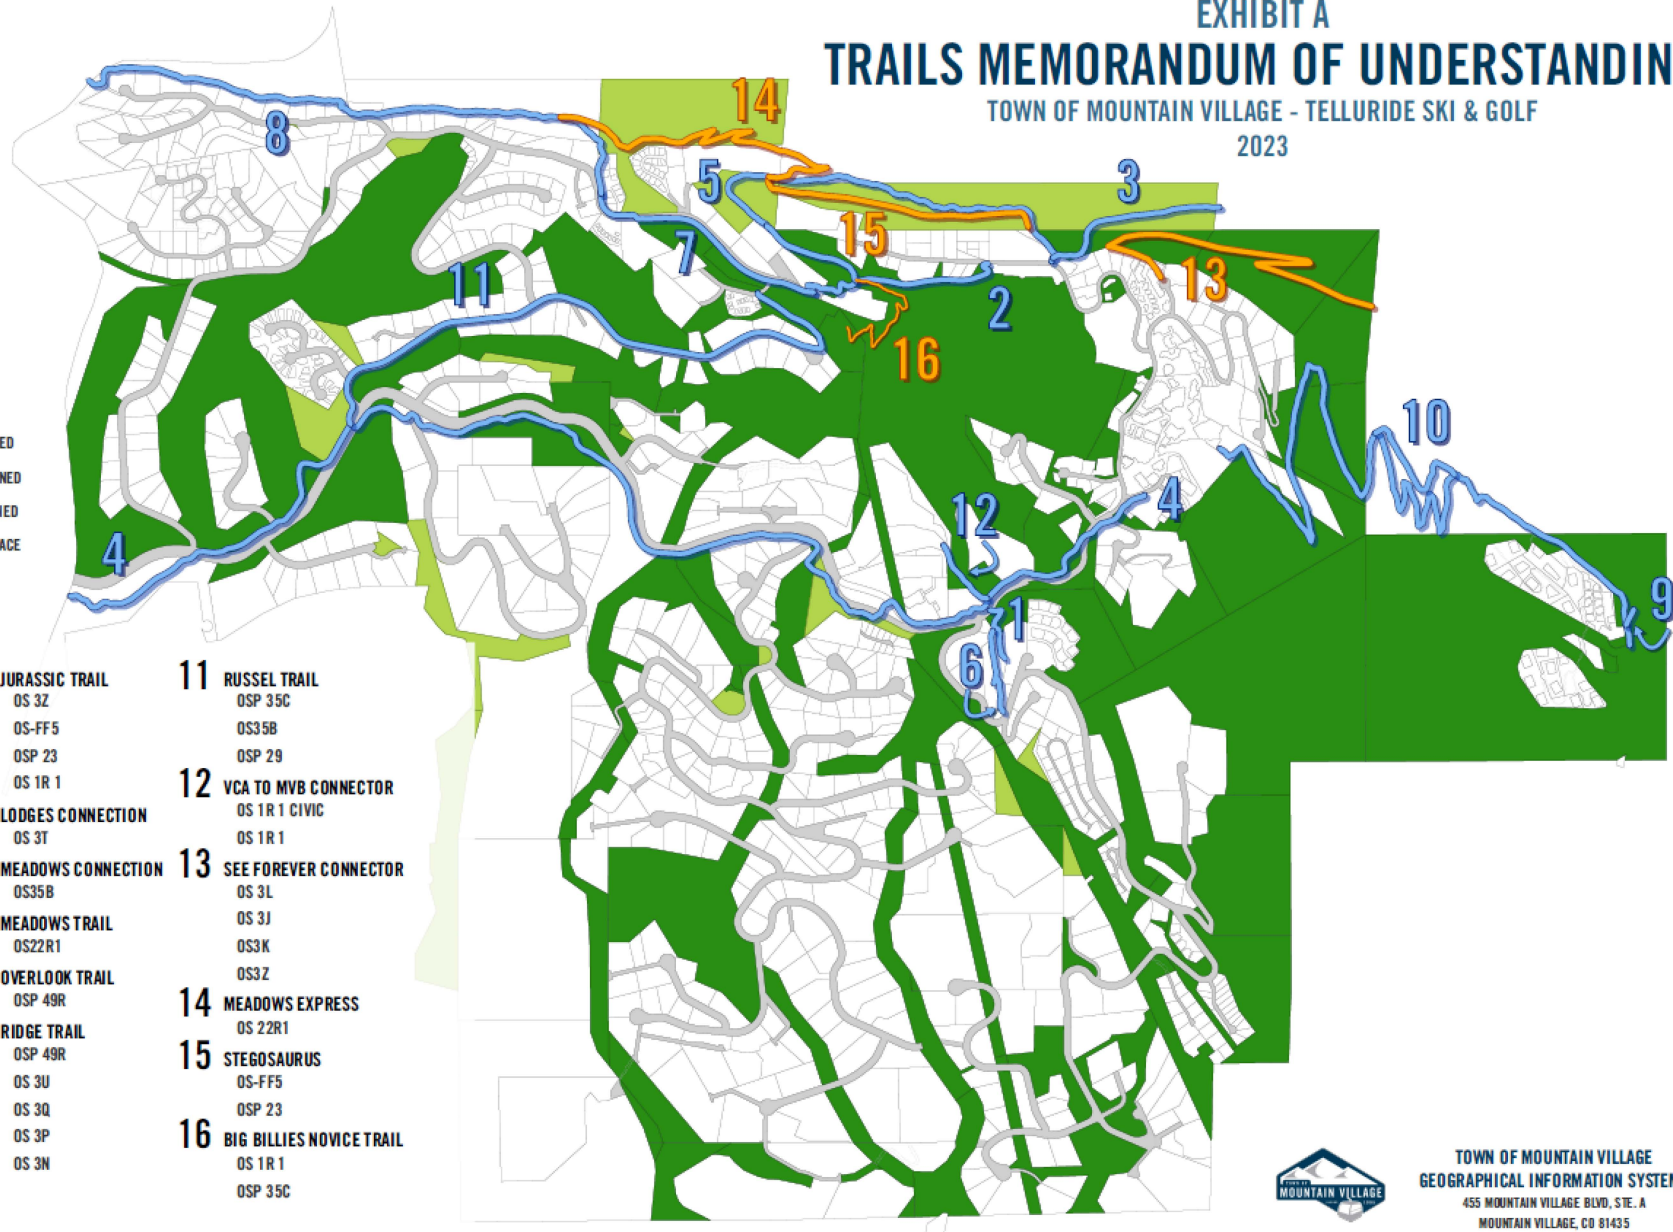 EXHIBIT A
TRAILS MEMORANDUM OF UNDERSTANDIN
TOWN OF MOUNTAIN VILLAGE - TELLURIDE SKI & GOLF
2023
14
8
5
3
15
7
11
13
2
16
10
12
4
4
1
9
6
ED
NED
IED
ACE
JURASSIC TRAIL
OS 3Z
OS-FF5
OSP 23
OS 1R 1
LODGES CONNECTION
OS 3T
MEADOWS CONNECTION
OS35B
MEADOWS TRAIL
OS22R1
OVERLOOK TRAIL
OSP 49R
RIDGE TRAIL
OSP 49R
OS 3U
OS 3Q
OS 3P
OS 3N
11 RUSSEL TRAIL
OSP 35C
OS35B
OSP 29
12 VCA TO MVB CONNECTOR
OS 1R 1 CIVIC
OS 1R 1
13 SEE FOREVER CONNECTOR
OS 3L
OS 3J
OS3K
OS3Z
14 MEADOWS EXPRESS
OS 22R1
15 STEGOSAURUS
OS-FF5
OSP 23
16 BIG BILLIES NOVICE TRAIL
OS 1R 1
OSP 35C
MOUNTAIN VILLAGE
TOWN OF MOUNTAIN VILLAGE
GEOGRAPHICAL INFORMATION SYSTEM
455 MOUNTAIN VILLAGE BLVD, STE. A
MOUNTAIN VILLAGE, CO 81435